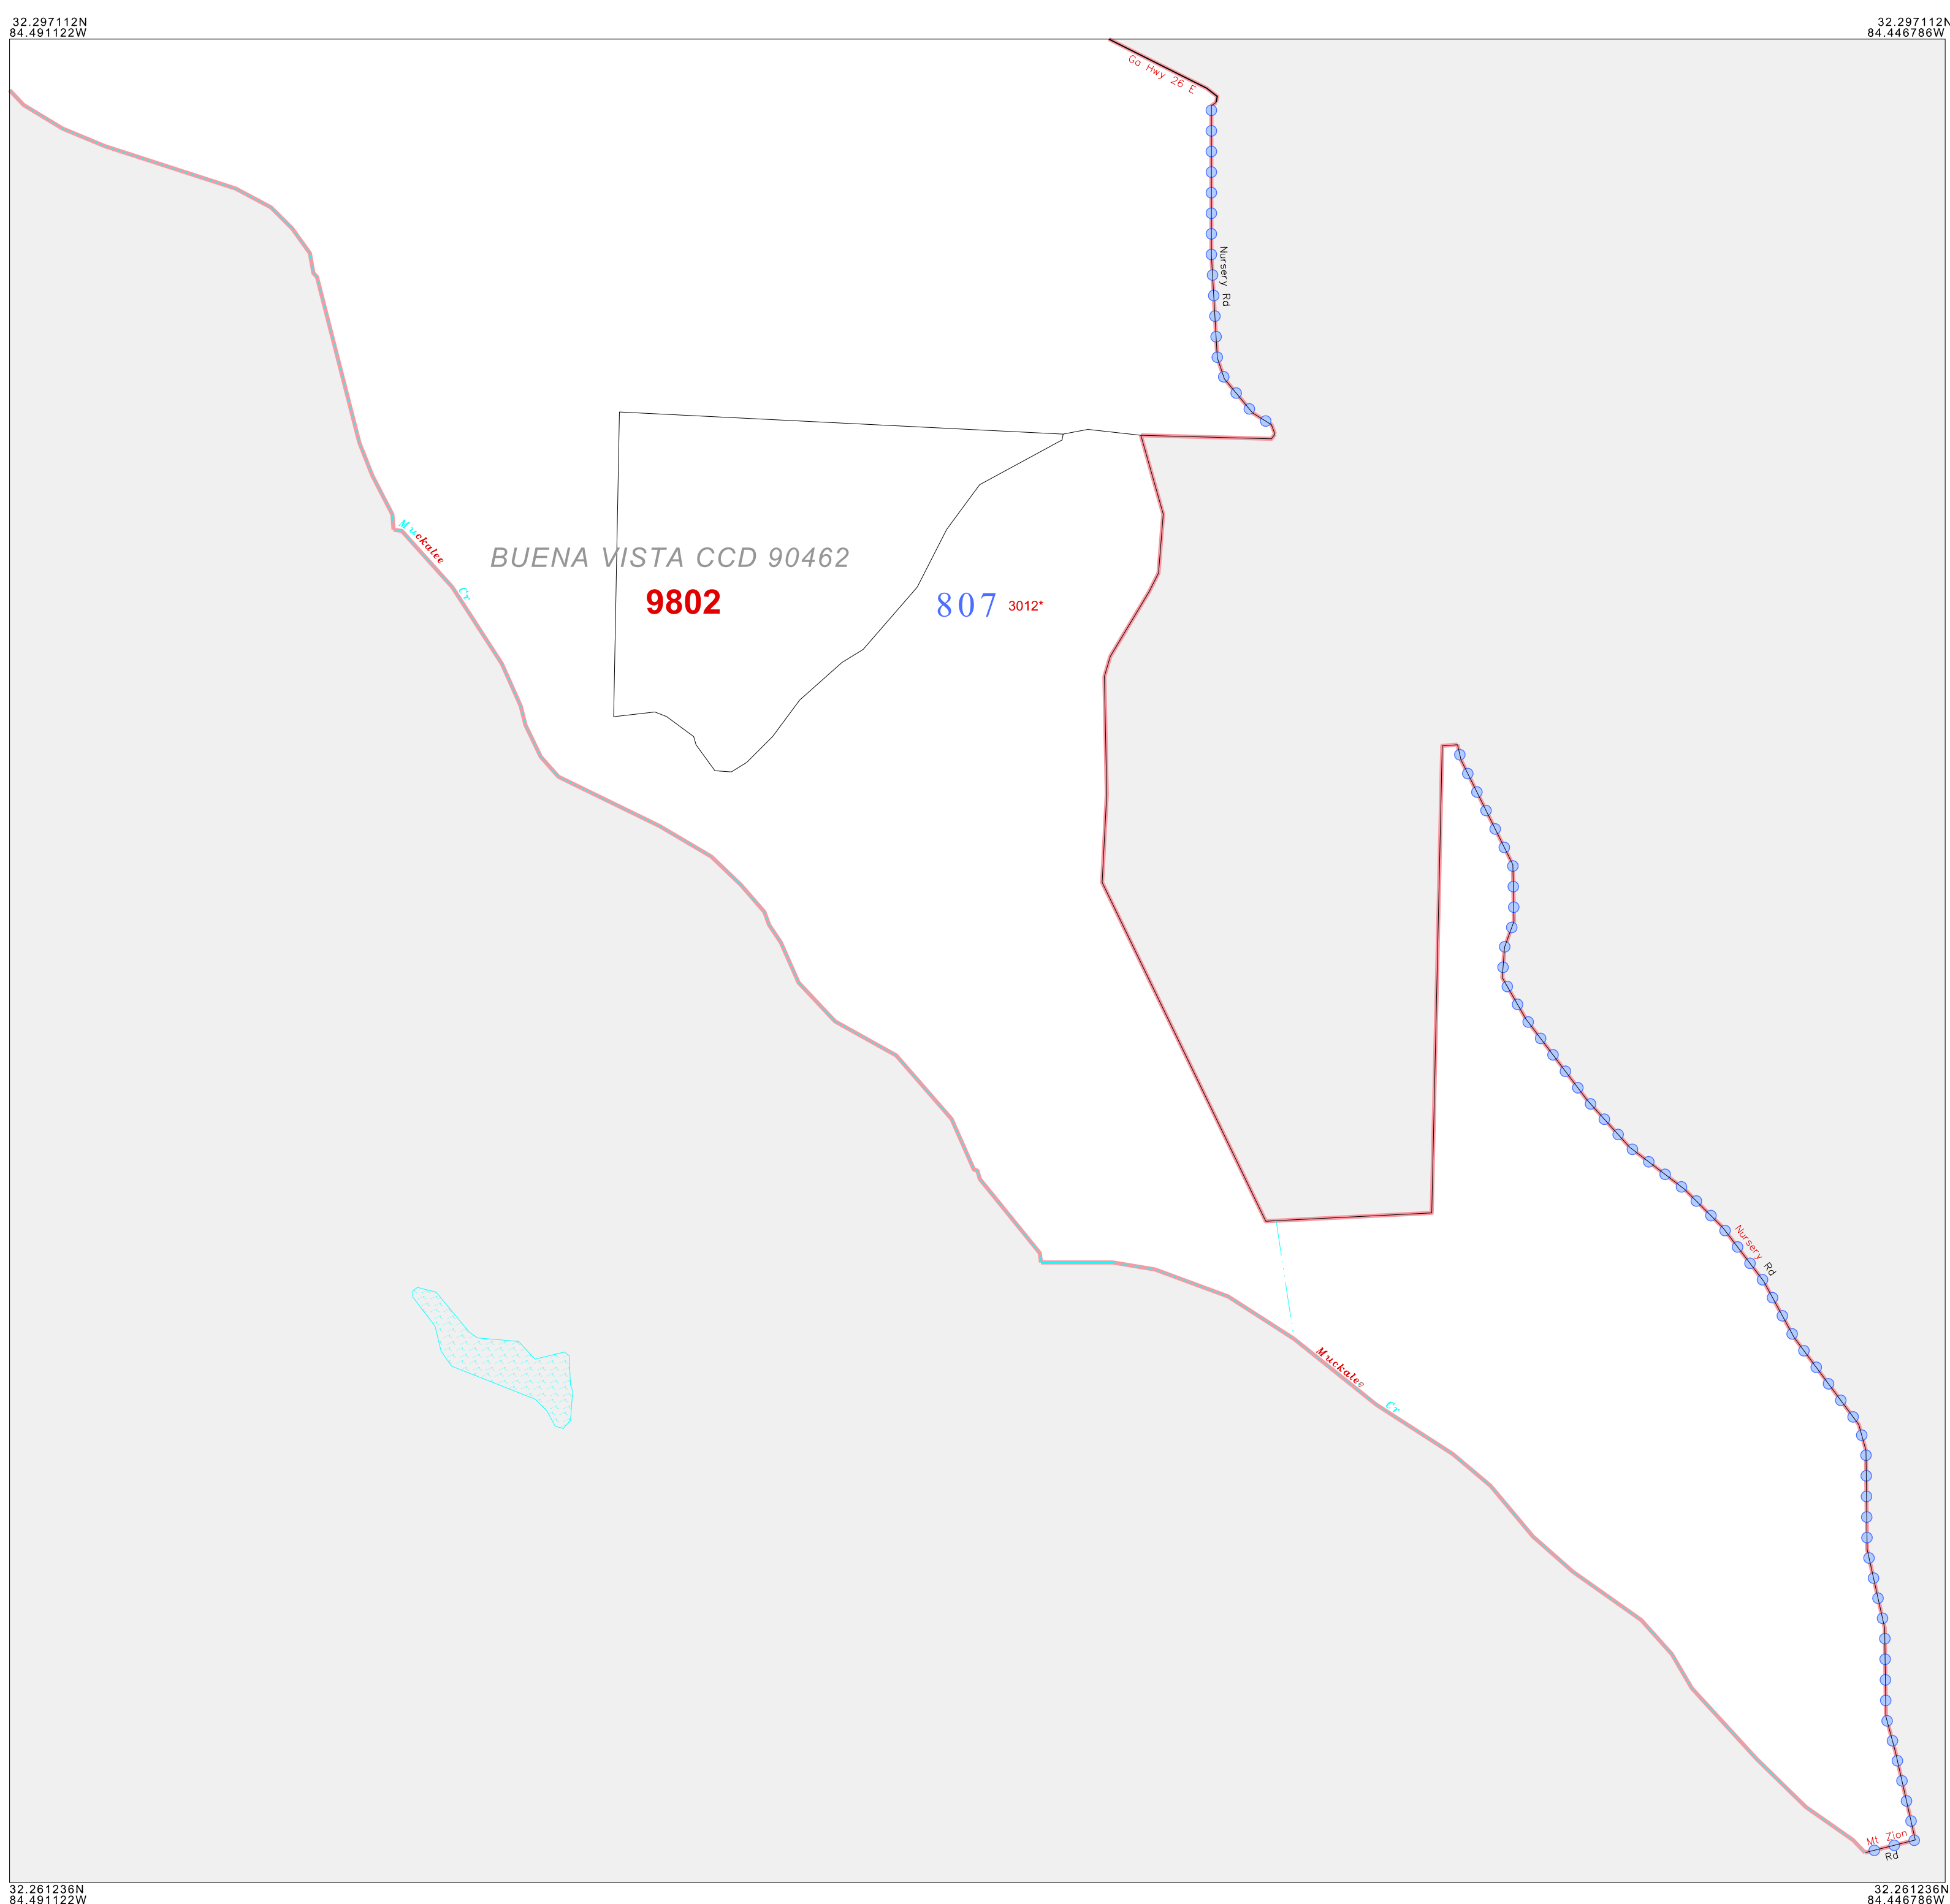 32.297112N
84.491122W
32.297112N
84.446786W
Ga Hwy 26 E
Nursery Rd
Muckalee Cr
BUENA VISTA CCD 90462
9802
807
3012*
Nursery Rd
Muckalee Cr
Mt Zion
Rd
32.261236N
84.491122W
32.261236N
84.446786W